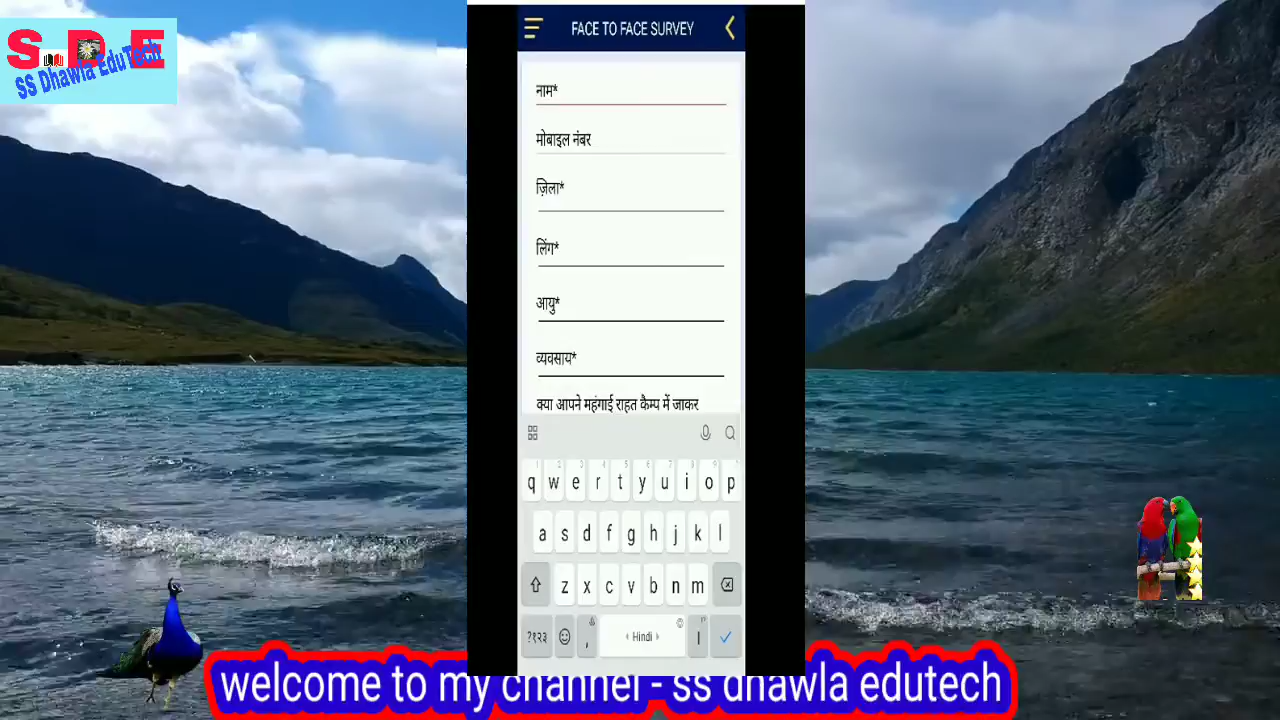 S.D.E
SS Dhawla EduTech
FACE TO FACE SURVEY
नाम*
मोबाइल नंबर
ज़िला*
लिंग*
आयु*
व्यवसाय*
क्या आपने महंगाई राहत कैम्प में जाकर
q w e r t y u i o p
a s d f g h j k l
z x c v b n m
?१२३ , Hindi ।
welcome to my channel - ss dhawla edutech